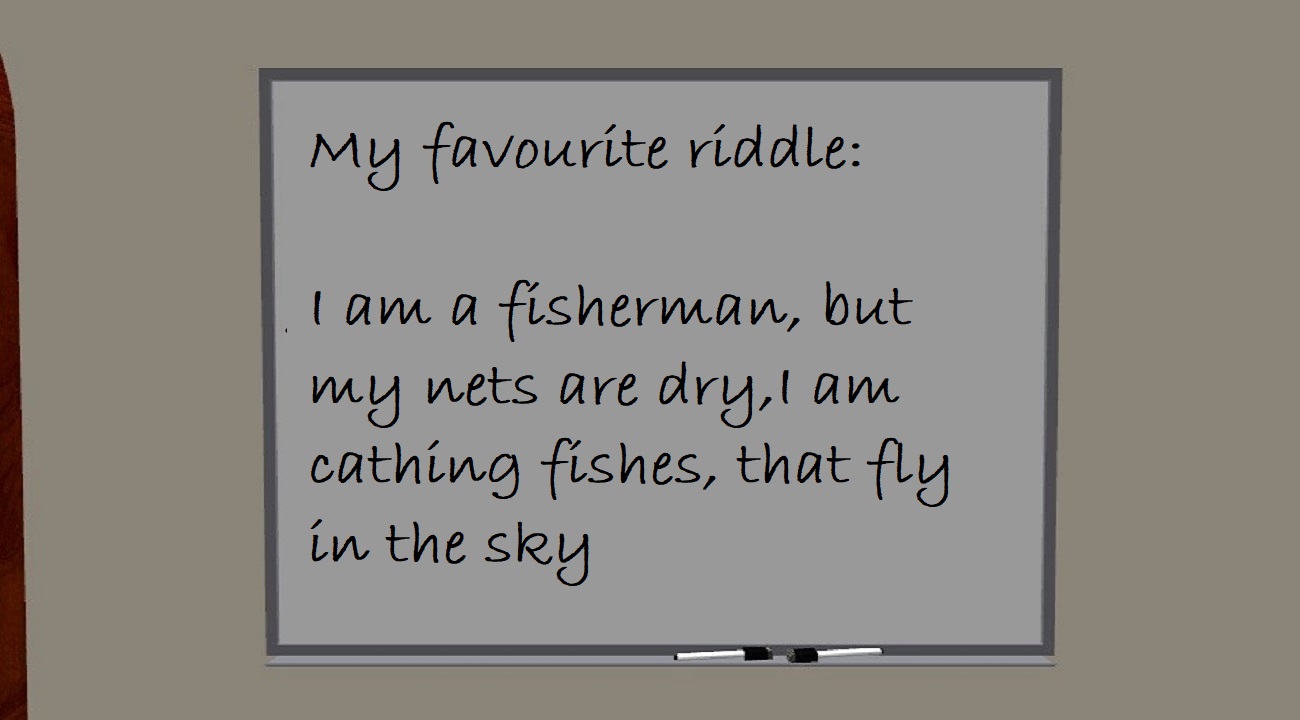 My favourite riddle:
I am a fisherman, but
my nets are dry,I am
cathing fishes, that fly
in the sky